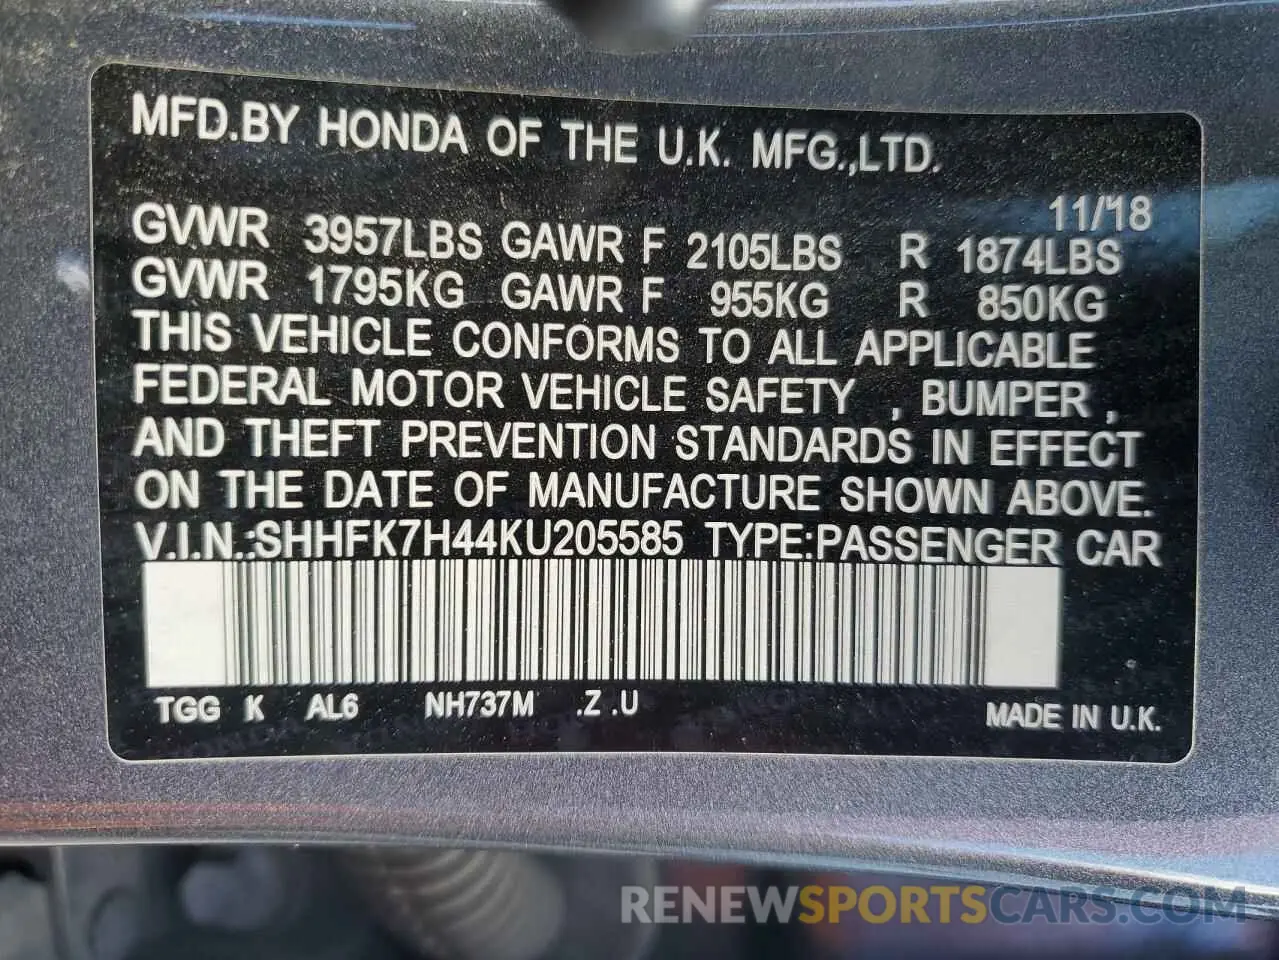 MFD.BY HONDA OF THE U.K. MFG.,LTD.
11/18
GVWR 3957LBS GAWR F 2105LBS R 1874LBS
GVWR 1795KG GAWR F 955KG R 850KG
THIS VEHICLE CONFORMS TO ALL APPLICABLE
FEDERAL MOTOR VEHICLE SAFETY , BUMPER ,
AND THEFT PREVENTION STANDARDS IN EFFECT
ON THE DATE OF MANUFACTURE SHOWN ABOVE.
V.I.N.:SHHFK7H44KU205585 TYPE:PASSENGER CAR
TGG K AL6 NH737M .Z .U
MADE IN U.K.
RENEWSPORTSCARS.COM